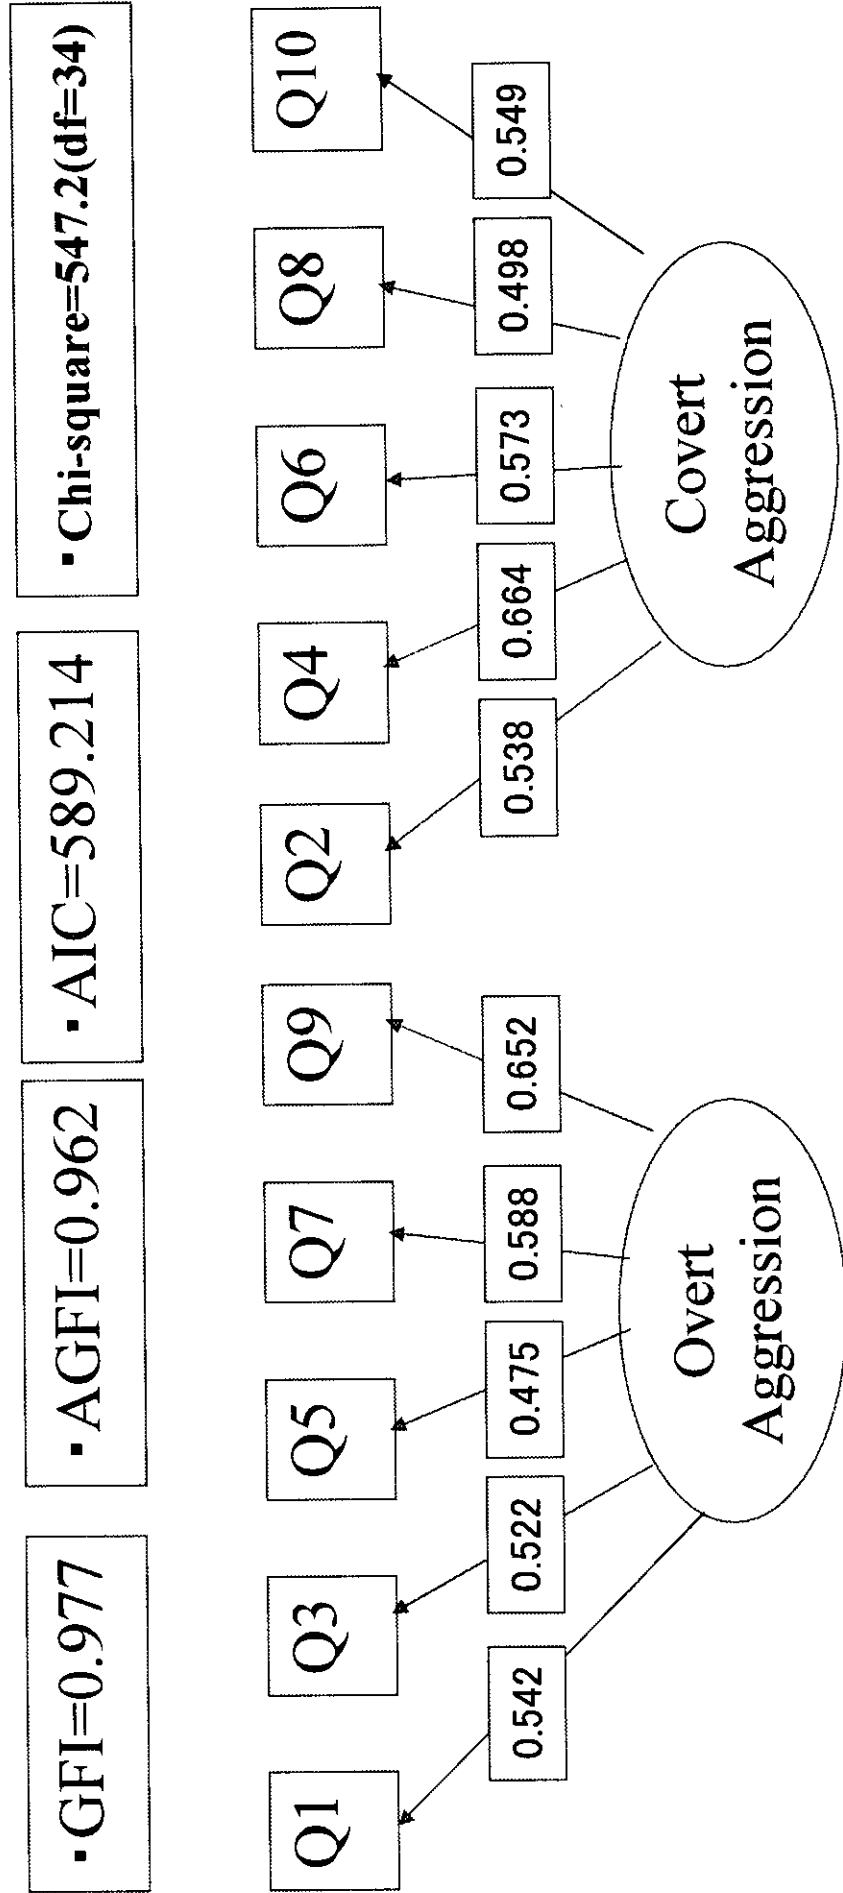 ▪GFI=0.977
▪AGFI=0.962
▪AIC=589.214
▪Chi-square=547.2(df=34)
Q1
Q3
Q5
Q7
Q9
Q2
Q4
Q6
Q8
Q10
0.542
0.522
0.475
0.588
0.652
0.538
0.664
0.573
0.498
0.549
Overt
Aggression
Covert
Aggression